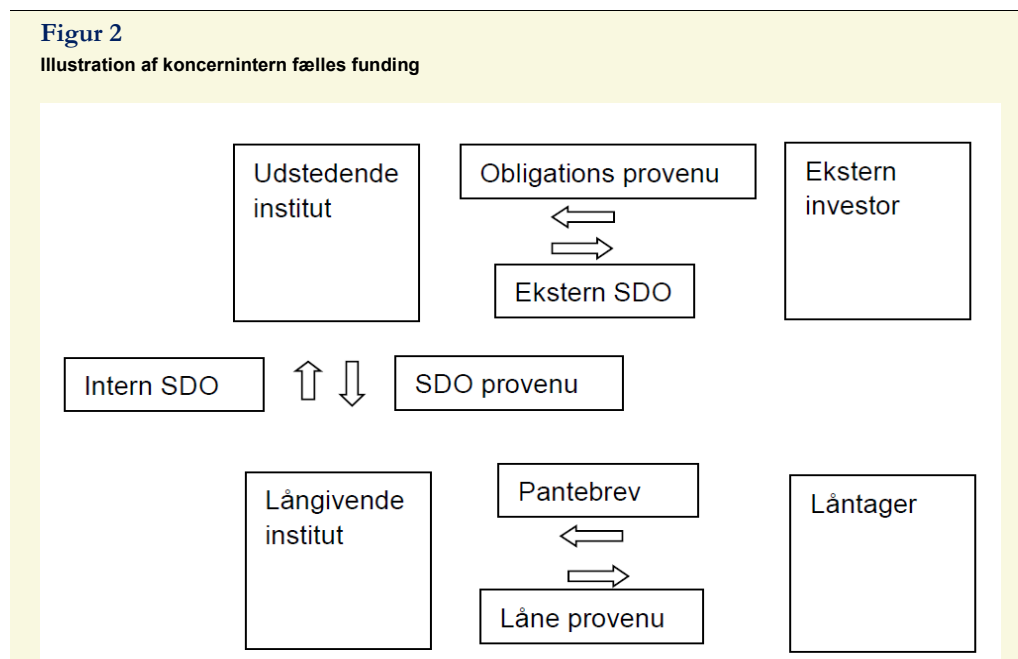 Figur 2
Illustration af koncernintern fælles funding
Udstedende
institut
Obligations provenu
Ekstern SDO
Ekstern
investor
Intern SDO
SDO provenu
Långivende
institut
Pantebrev
Låne provenu
Låntager